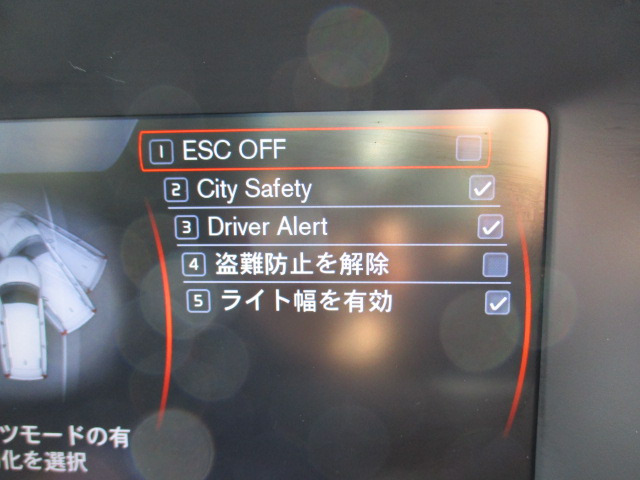 1 ESC OFF
2 City Safety
3 Driver Alert
4 盗難防止を解除
5 ライト幅を有効
ツモードの有
化を選択